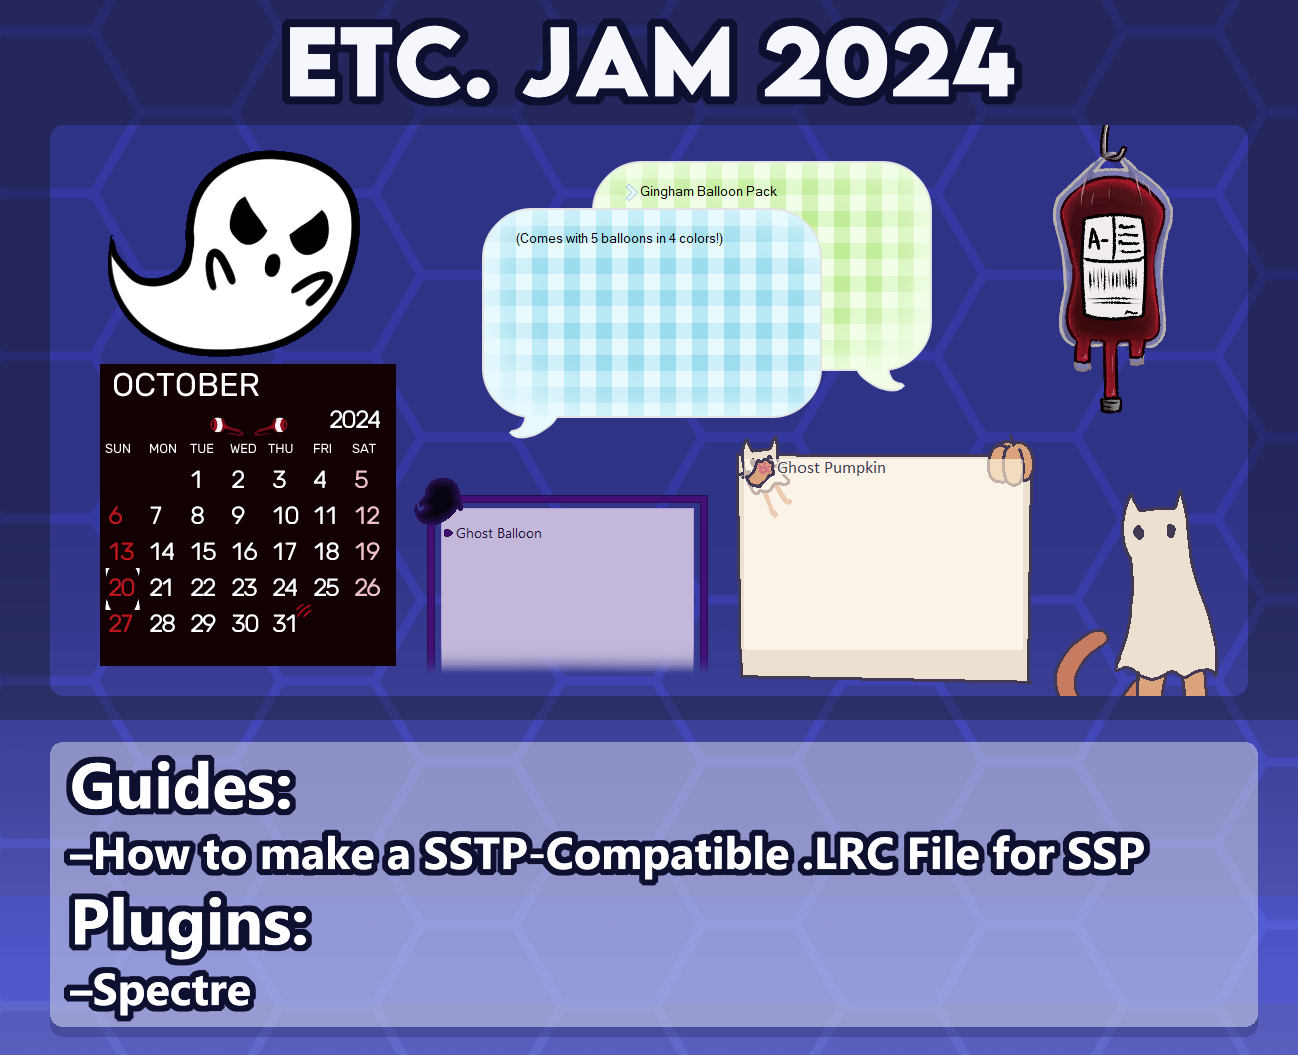 ETC. JAM 2024
Gingham Balloon Pack
(Comes with 5 balloons in 4 colors!)
A-
OCTOBER
2024
SUN MON TUE WED THU FRI SAT
1 2 3 4 5
6 7 8 9 10 11 12
13 14 15 16 17 18 19
20 21 22 23 24 25 26
27 28 29 30 31
Ghost Balloon
Ghost Pumpkin
Guides:
–How to make a SSTP-Compatible .LRC File for SSP
Plugins:
–Spectre